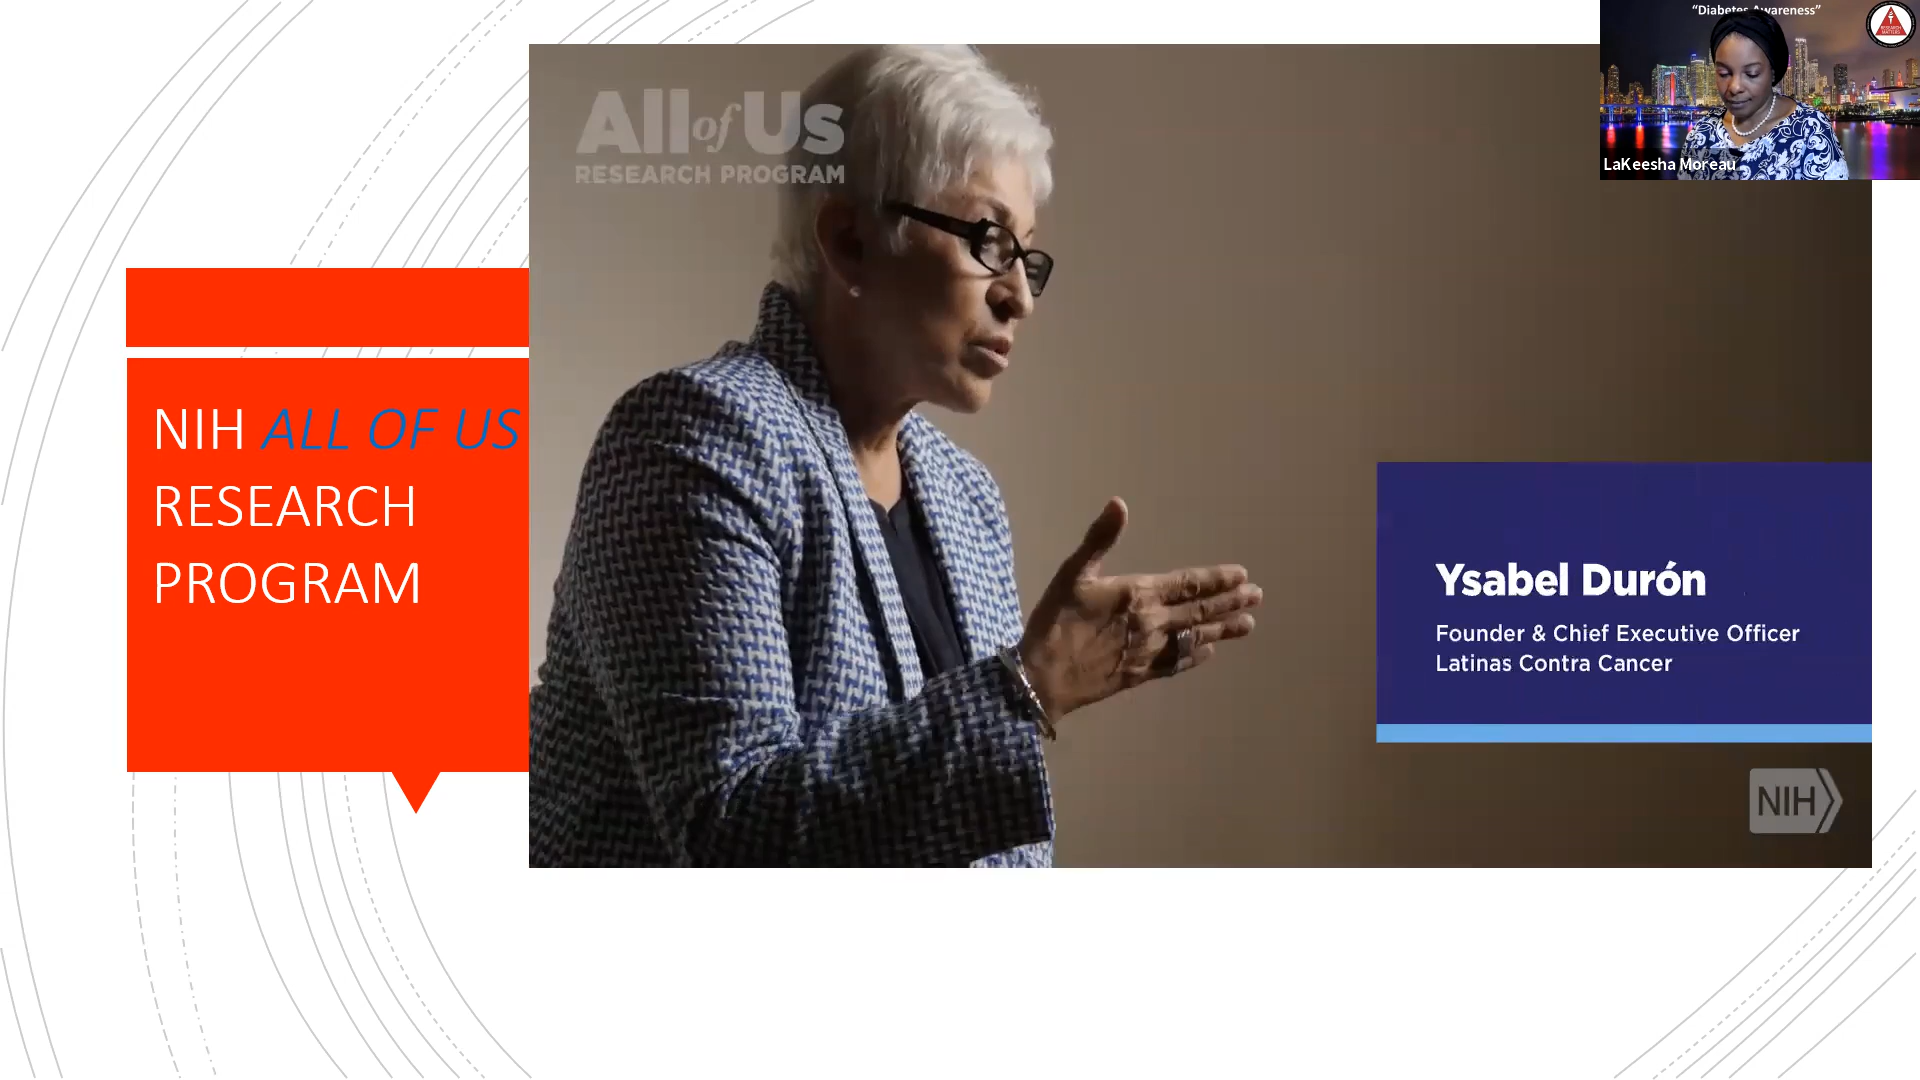 "Diabetes Awareness"
LaKeesha Moreau
All of Us
RESEARCH PROGRAM
NIH ALL OF US
RESEARCH
PROGRAM
Ysabel Durón
Founder & Chief Executive Officer
Latinas Contra Cancer
NIH